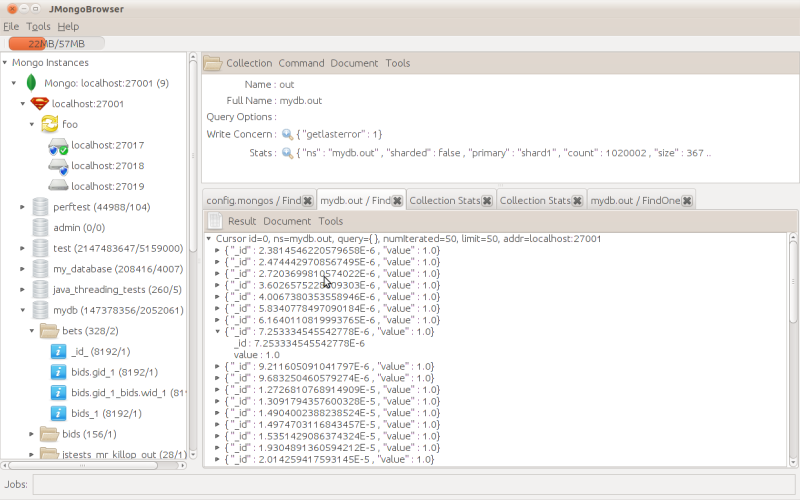 JMongoBrowser
File Tools Help
22MB/57MB
Mongo Instances
Mongo: localhost:27001 (9)
localhost:27001
foo
localhost:27017
localhost:27018
localhost:27019
perftest (44988/104)
admin (0/0)
test (2147483647/5159000)
my_database (208416/4007)
java_threading_tests (260/5)
mydb (147378356/2052061)
bets (328/2)
_id_ (8192/1)
bids.gid_1 (8192/1)
bids.gid_1_bids.wid_1 (819
bids_1 (8192/1)
bids (156/1)
jstests_mr_killop_out (28/1)
Collection Command Document Tools
Name : out
Full Name : mydb.out
Query Options :
Write Concern : { "getlasterror" : 1}
Stats : { "ns" : "mydb.out" , "sharded" : false , "primary" : "shard1" , "count" : 1020002 , "size" : 367 ..
config.mongos / Find
mydb.out / Find
Collection Stats
Collection Stats
mydb.out / FindOne
Result Document Tools
Cursor id=0, ns=mydb.out, query={}, numIterated=50, limit=50, addr=localhost:27001
{ "_id" : 2.3814546220579658E-6 , "value" : 1.0}
{ "_id" : 2.474442970856749​5E-6 , "value" : 1.0}
{ "_id" : 2.7203699810574022E-6 , "value" : 1.0}
{ "_id" : , "value" : 1.0}
{ "_id" : 4.0067380353558946E-6 , "value" : 1.0}
{ "_id" : 5.8340778497090184E-6 , "value" : 1.0}
{ "_id" : 6.1640110819993765E-6 , "value" : 1.0}
{ "_id" : 7.253334545542778E-6 , "value" : 1.0}
_id : 7.253334545542778E-6
value : 1.0
{ "_id" : 9.211605091041797E-6 , "value" : 1.0}
{ "_id" : 9.683250460579274E-6 , "value" : 1.0}
{ "_id" : 1.2726810768914909E-5 , "value" : 1.0}
{ "_id" : 1.3091794357600328E-5 , "value" : 1.0}
{ "_id" : 1.4904002388238524E-5 , "value" : 1.0}
{ "_id" : 1.4974703116843457E-5 , "value" : 1.0}
{ "_id" : 1.5351429086374324E-5 , "value" : 1.0}
{ "_id" : 1.9304891360594212E-5 , "value" : 1.0}
{ "_id" : 2.014259417593145E-5 , "value" : 1.0}
Jobs: